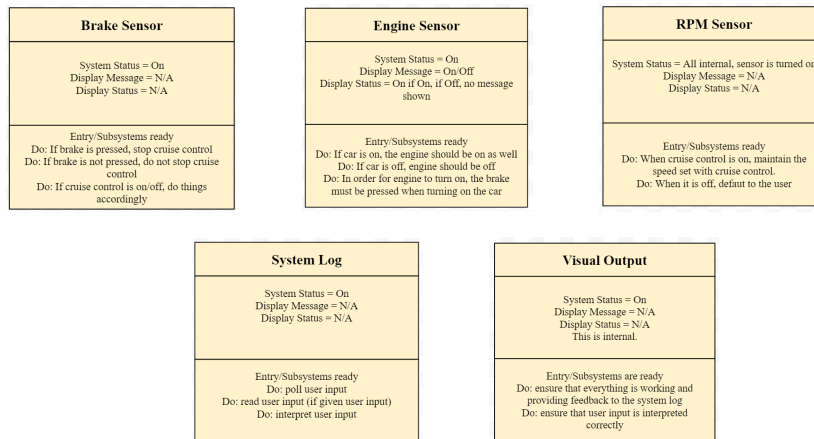 Brake Sensor
System Status = On
Display Message = N/A
Display Status = N/A
Entry/Subsystems ready
Do: If brake is pressed, stop cruise control
Do: If brake is not pressed, do not stop cruise
control
Do: If cruise control is on/off, do things
accordingly
Engine Sensor
System Status = On
Display Message = On/Off
Display Status = On if On, if Off, no message
shown
Entry/Subsystems ready
Do: If car is on, the engine should be on as well
Do: If car is off, engine should be off
Do: In order for engine to turn on, the brake
must be pressed when turning on the car
RPM Sensor
System Status = All internal, sensor is turned on
Display Message = N/A
Display Status = N/A
Entry/Subsystems ready
Do: When cruise control is on, maintain the
speed set with cruise control.
Do: When it is off, defaut to the user
System Log
System Status = On
Display Message = N/A
Display Status = N/A
Entry/Subsystems ready
Do: poll user input
Do: read user input (if given user input)
Do: interpret user input
Visual Output
System Status = On
Display Message = N/A
Display Status = N/A
This is internal.
Entry/Subsystems are ready
Do: ensure that everything is working and
providing feedback to the system log
Do: ensure that user input is interpreted
correctly